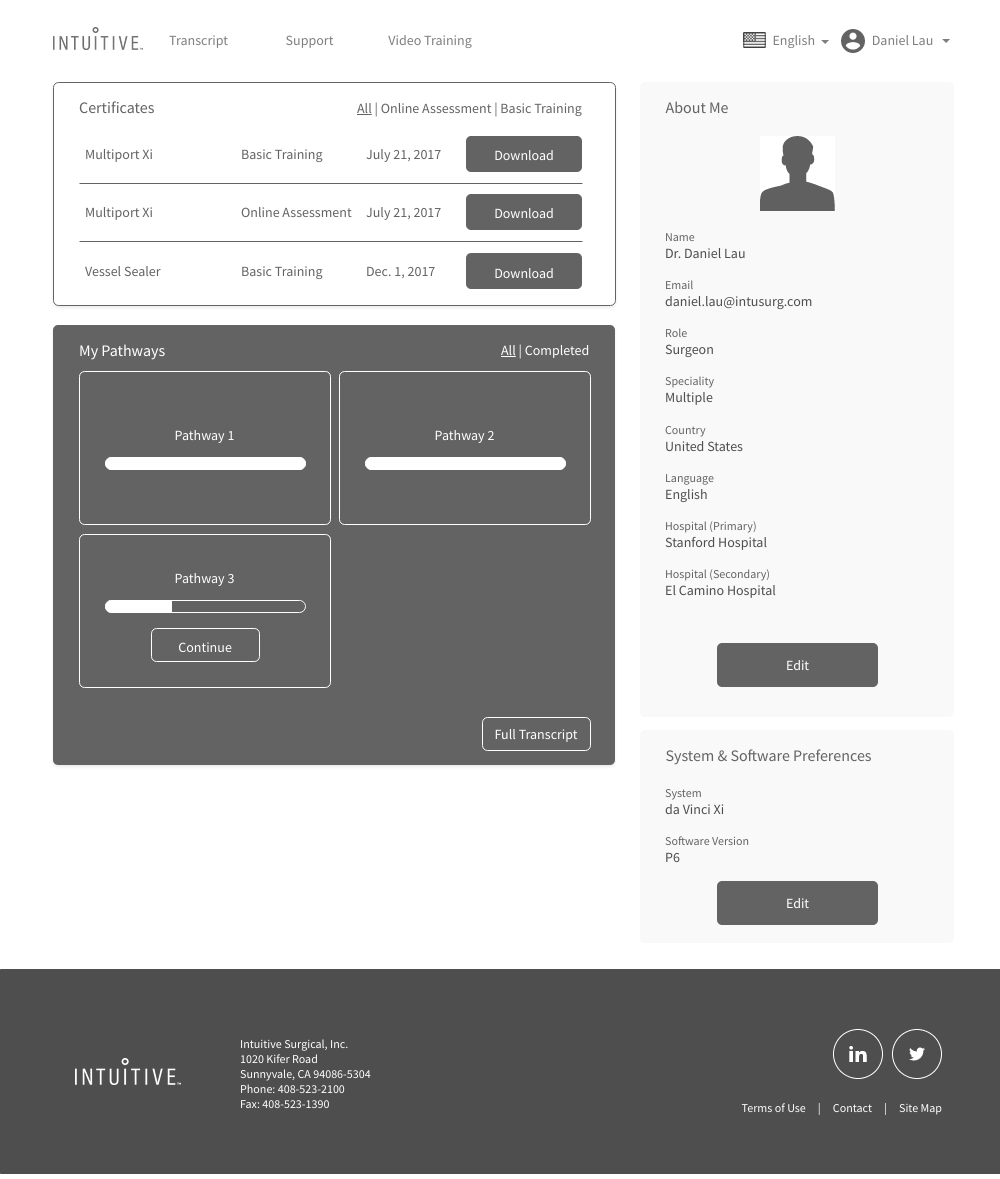 INTUITIVE™ Transcript Support Video Training English Daniel Lau
Certificates All | Online Assessment | Basic Training
Multiport Xi Basic Training July 21, 2017 Download
Multiport Xi Online Assessment July 21, 2017 Download
Vessel Sealer Basic Training Dec. 1, 2017 Download
My Pathways All | Completed
Pathway 1 Pathway 2
Pathway 3
Continue
Full Transcript
About Me
Name
Dr. Daniel Lau
Email
daniel.lau@intusurg.com
Role
Surgeon
Speciality
Multiple
Country
United States
Language
English
Hospital (Primary)
Stanford Hospital
Hospital (Secondary)
El Camino Hospital
Edit
System & Software Preferences
System
da Vinci Xi
Software Version
P6
Edit
INTUITIVE™
Intuitive Surgical, Inc.
1020 Kifer Road
Sunnyvale, CA 94086-5304
Phone: 408-523-2100
Fax: 408-523-1390
in
Terms of Use | Contact | Site Map